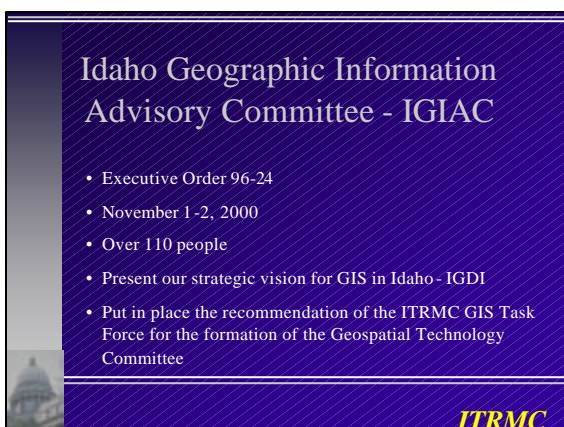 Idaho Geographic Information
Advisory Committee - IGIAC
• Executive Order 96-24
• November 1-2, 2000
• Over 110 people
• Present our strategic vision for GIS in Idaho - IGDI
• Put in place the recommendation of the ITRMC GIS Task
Force for the formation of the Geospatial Technology
Committee
ITRMC